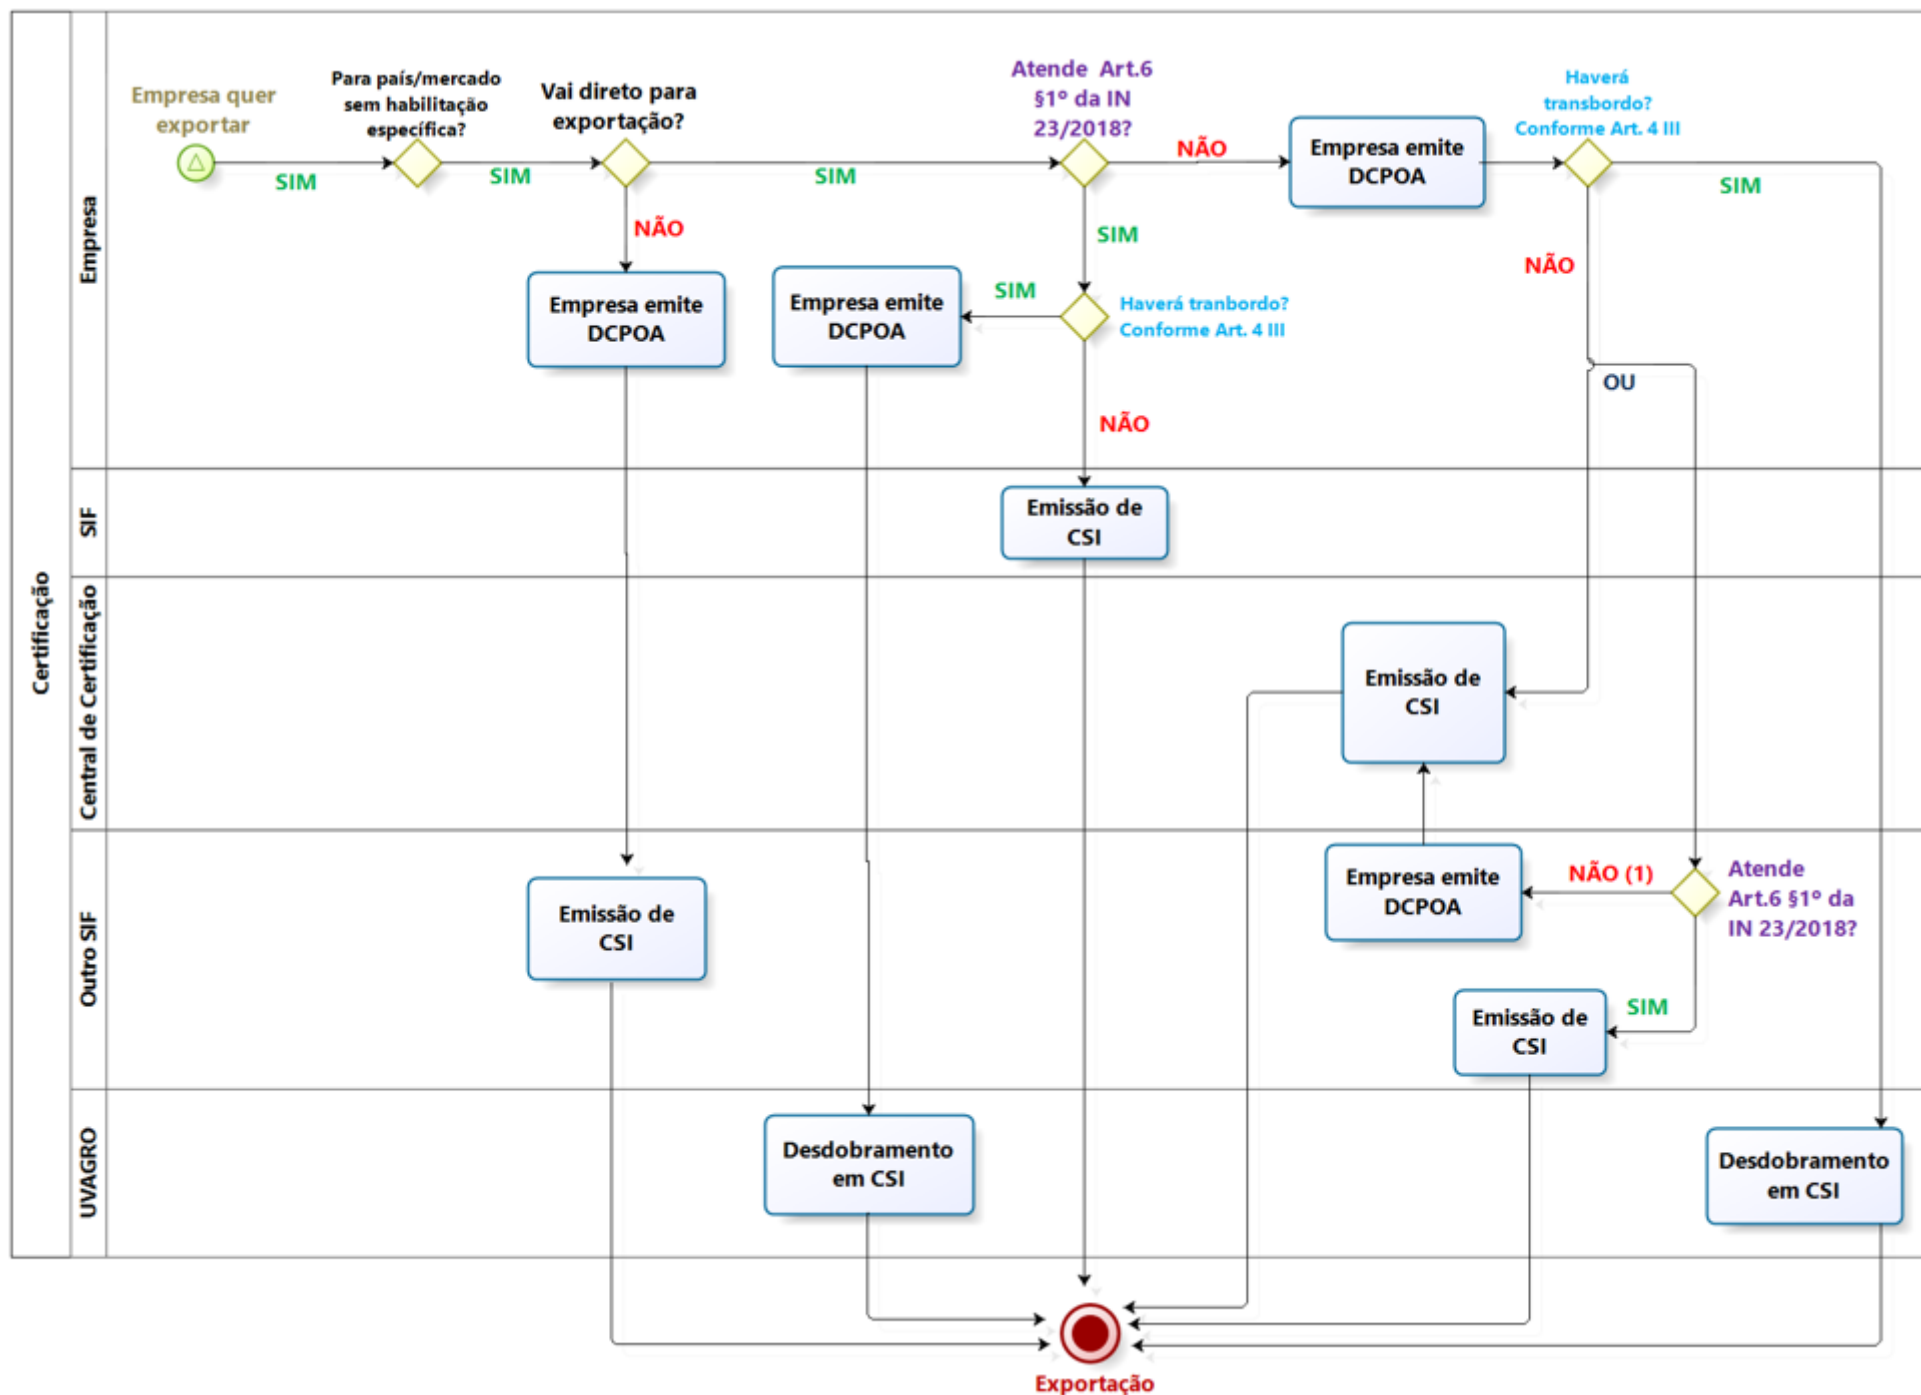 Certificação
Empresa
Empresa quer
exportar
SIM
Para país/mercado
sem habilitação
específica?
SIM
Vai direto para
exportação?
SIM
NÃO
Empresa emite
DCPOA
Atende Art.6
§1º da IN
23/2018?
NÃO
SIM
Empresa emite
DCPOA
Haverá
transbordo?
Conforme Art. 4 III
SIM
NÃO
OU
Haverá tranbordo?
Conforme Art. 4 III
SIM
Empresa emite
DCPOA
NÃO
SIF
Emissão de
CSI
Central de Certificação
Emissão de
CSI
Outro SIF
Emissão de
CSI
Empresa emite
DCPOA
NÃO (1)
Atende
Art.6 §1º da
IN 23/2018?
SIM
Emissão de
CSI
UVAGRO
Desdobramento
em CSI
Desdobramento
em CSI
Exportação